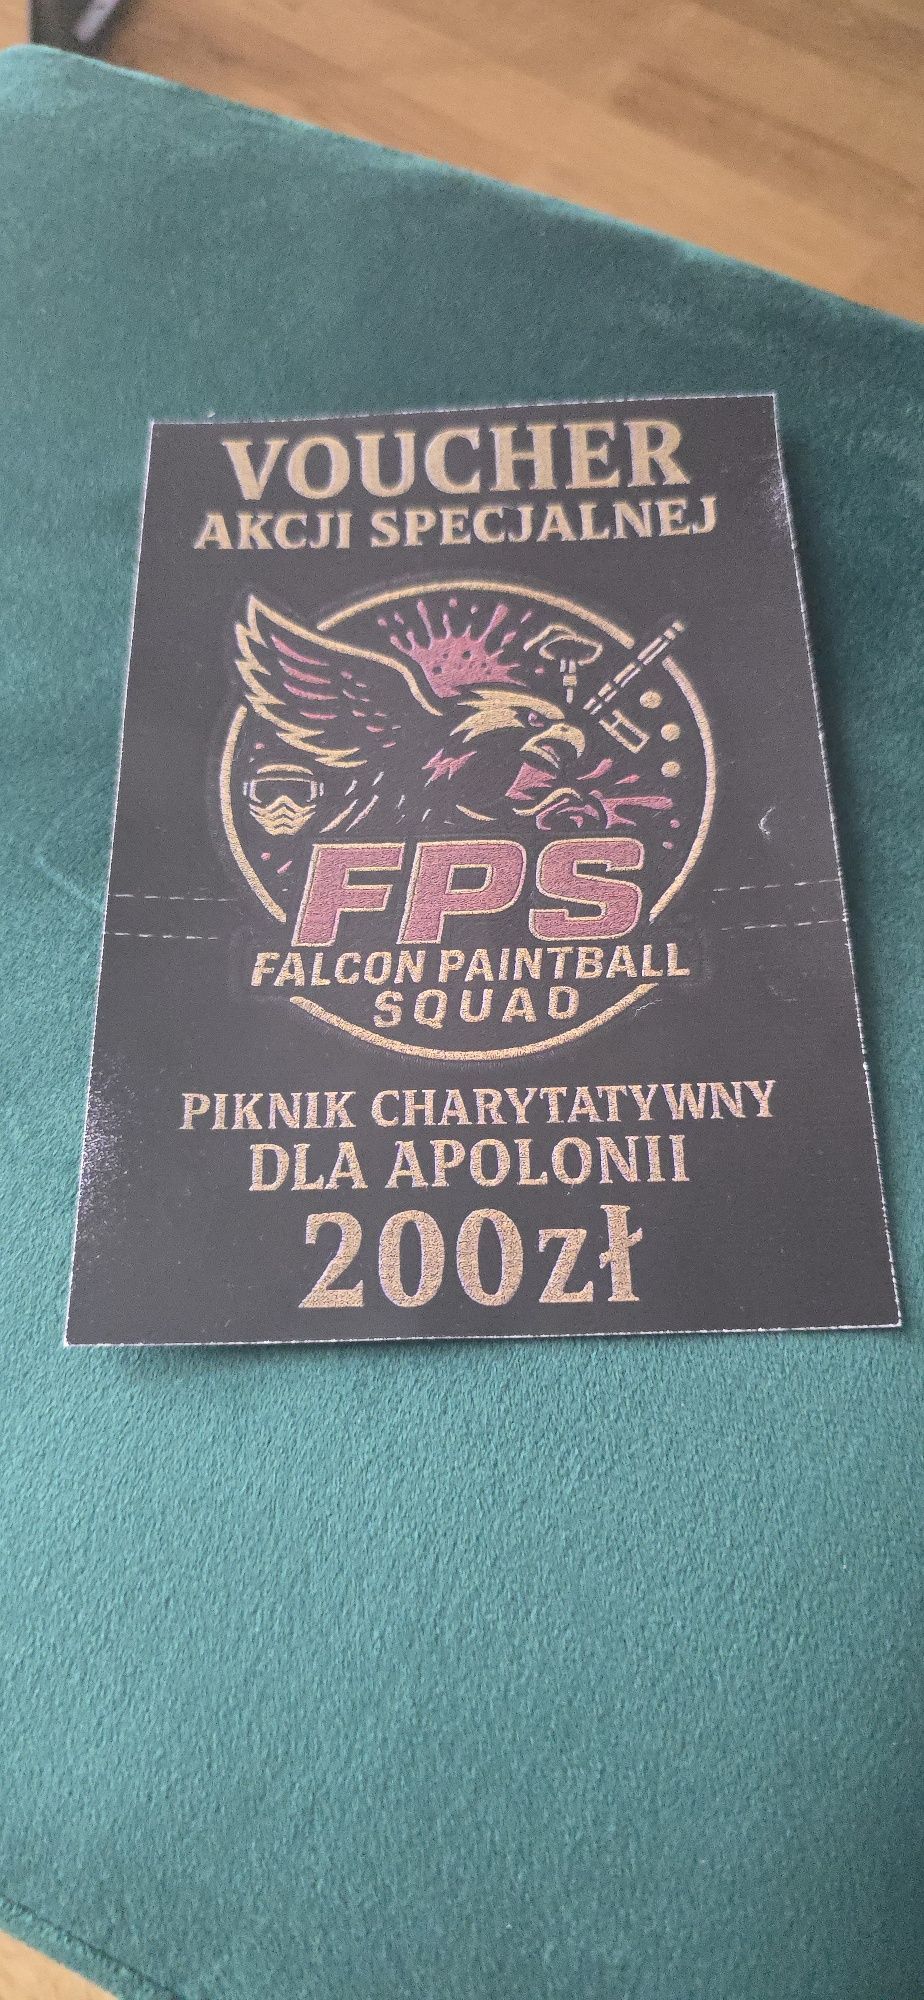 VOUCHER
AKCJI SPECJALNEJ
FPS
FALCON PAINTBALL
SQUAD
PIKNIK CHARYTATYWNY
DLA APOLONII
200zł